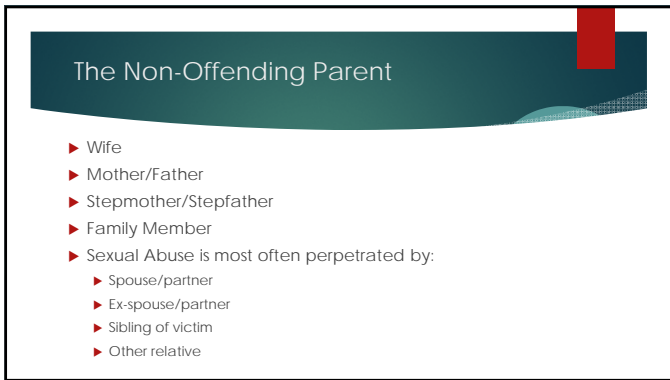 The Non-Offending Parent
Wife
Mother/Father
Stepmother/Stepfather
Family Member
Sexual Abuse is most often perpetrated by:
Spouse/partner
Ex-spouse/partner
Sibling of victim
Other relative